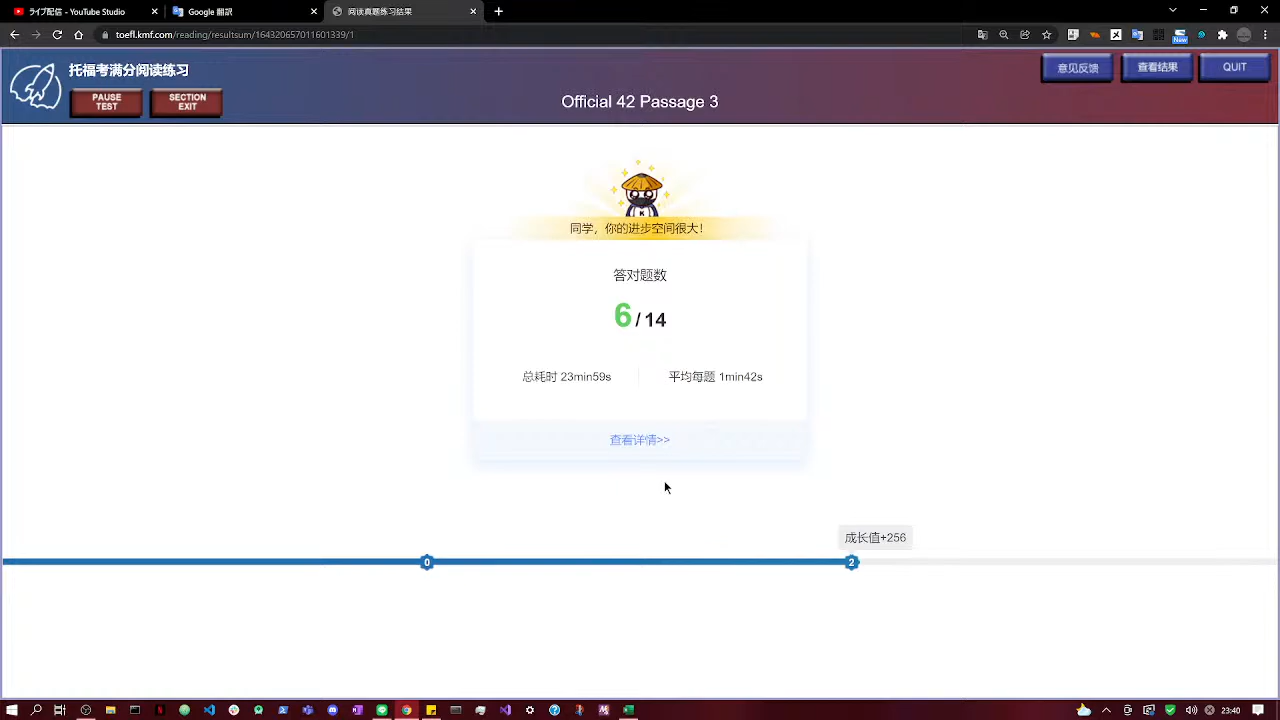 ライブ配信 - YouTube Studio
Google 翻訳
阅读真题练习结果
toefl.kmf.com/reading/resultsum/164320657011601339/1
New
托福考满分阅读练习
PAUSE
TEST
SECTION
EXIT
Official 42 Passage 3
意见反馈
查看结果
QUIT
K
同学，你的进步空间很大！
答对题数
6 / 14
总耗时 23min59s
平均每题 1min42s
查看详情>>
成长值+256
0
2
23:40